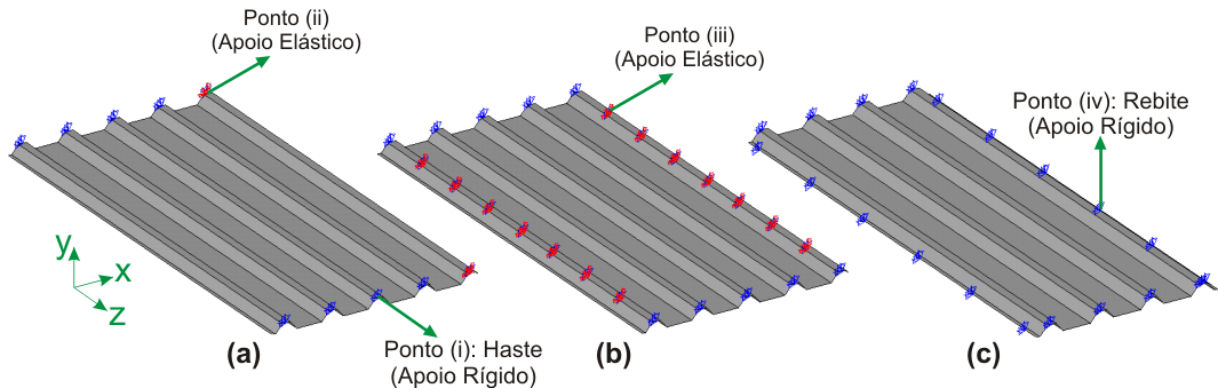 Ponto (ii)
(Apoio Elástico)
Ponto (iii)
(Apoio Elástico)
Ponto (iv): Rebite
(Apoio Rígido)
y
x
z
(a)
Ponto (i): Haste
(Apoio Rígido)
(b)
(c)